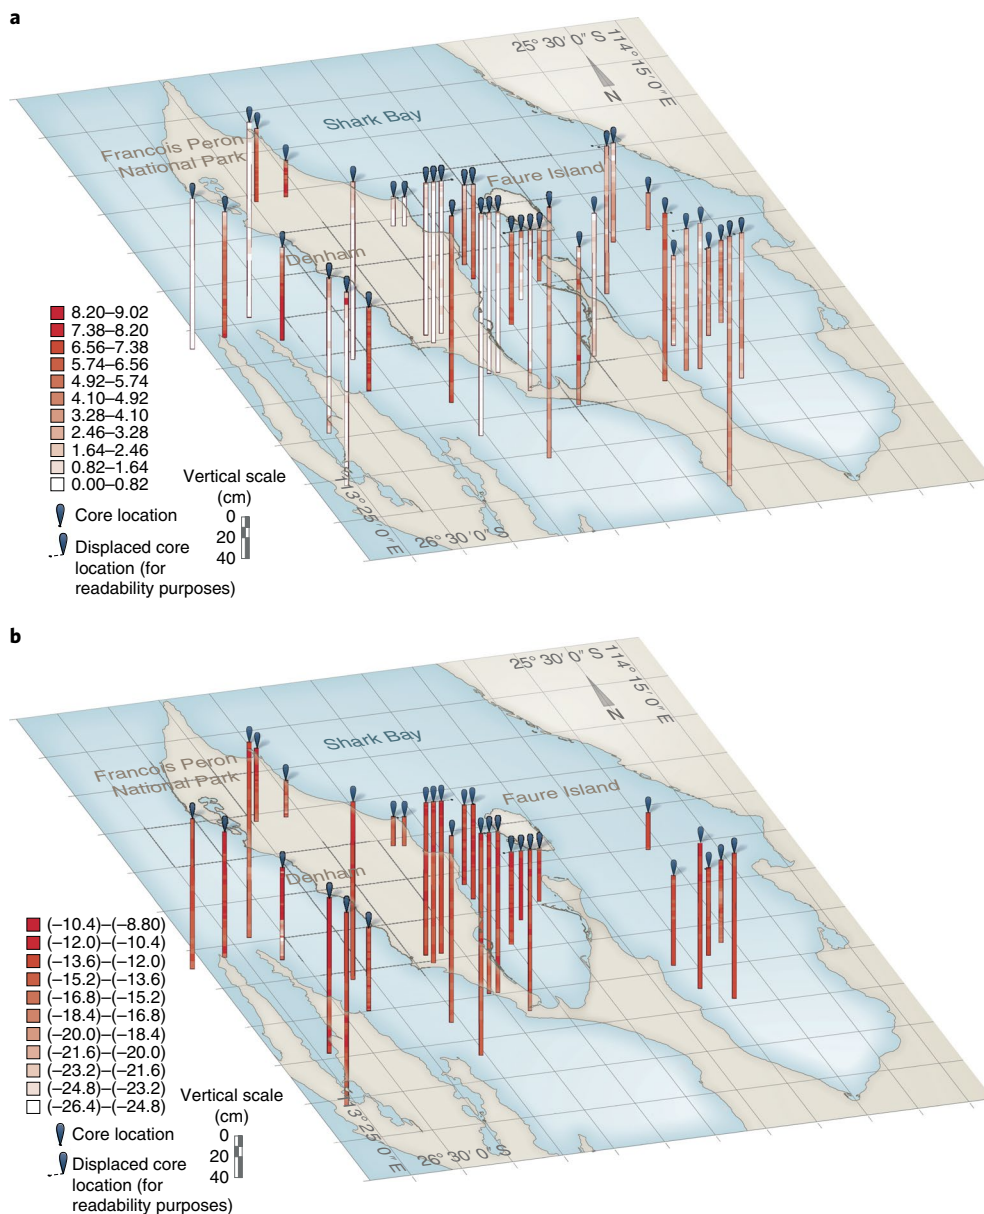 a
25° 30′ 0″ S
114° 15′ 0″ E
N
Shark Bay
Francois Peron
National Park
Faure Island
Denham
8.20–9.02
7.38–8.20
6.56–7.38
5.74–6.56
4.92–5.74
4.10–4.92
3.28–4.10
2.46–3.28
1.64–2.46
0.82–1.64
0.00–0.82
Core location
Displaced core
location (for
readability purposes)
Vertical scale
(cm)
0
20
40
113° 25′ 0″ E
26° 30′ 0″ S
b
25° 30′ 0″ S
114° 15′ 0″ E
N
Shark Bay
Francois Peron
National Park
Faure Island
Denham
(–10.4)–(–8.80)
(–12.0)–(–10.4)
(–13.6)–(–12.0)
(–15.2)–(–13.6)
(–16.8)–(–15.2)
(–18.4)–(–16.8)
(–20.0)–(–18.4)
(–21.6)–(–20.0)
(–23.2)–(–21.6)
(–24.8)–(–23.2)
(–26.4)–(–24.8)
Core location
Displaced core
location (for
readability purposes)
Vertical scale
(cm)
0
20
40
113° 25′ 0″ E
26° 30′ 0″ S